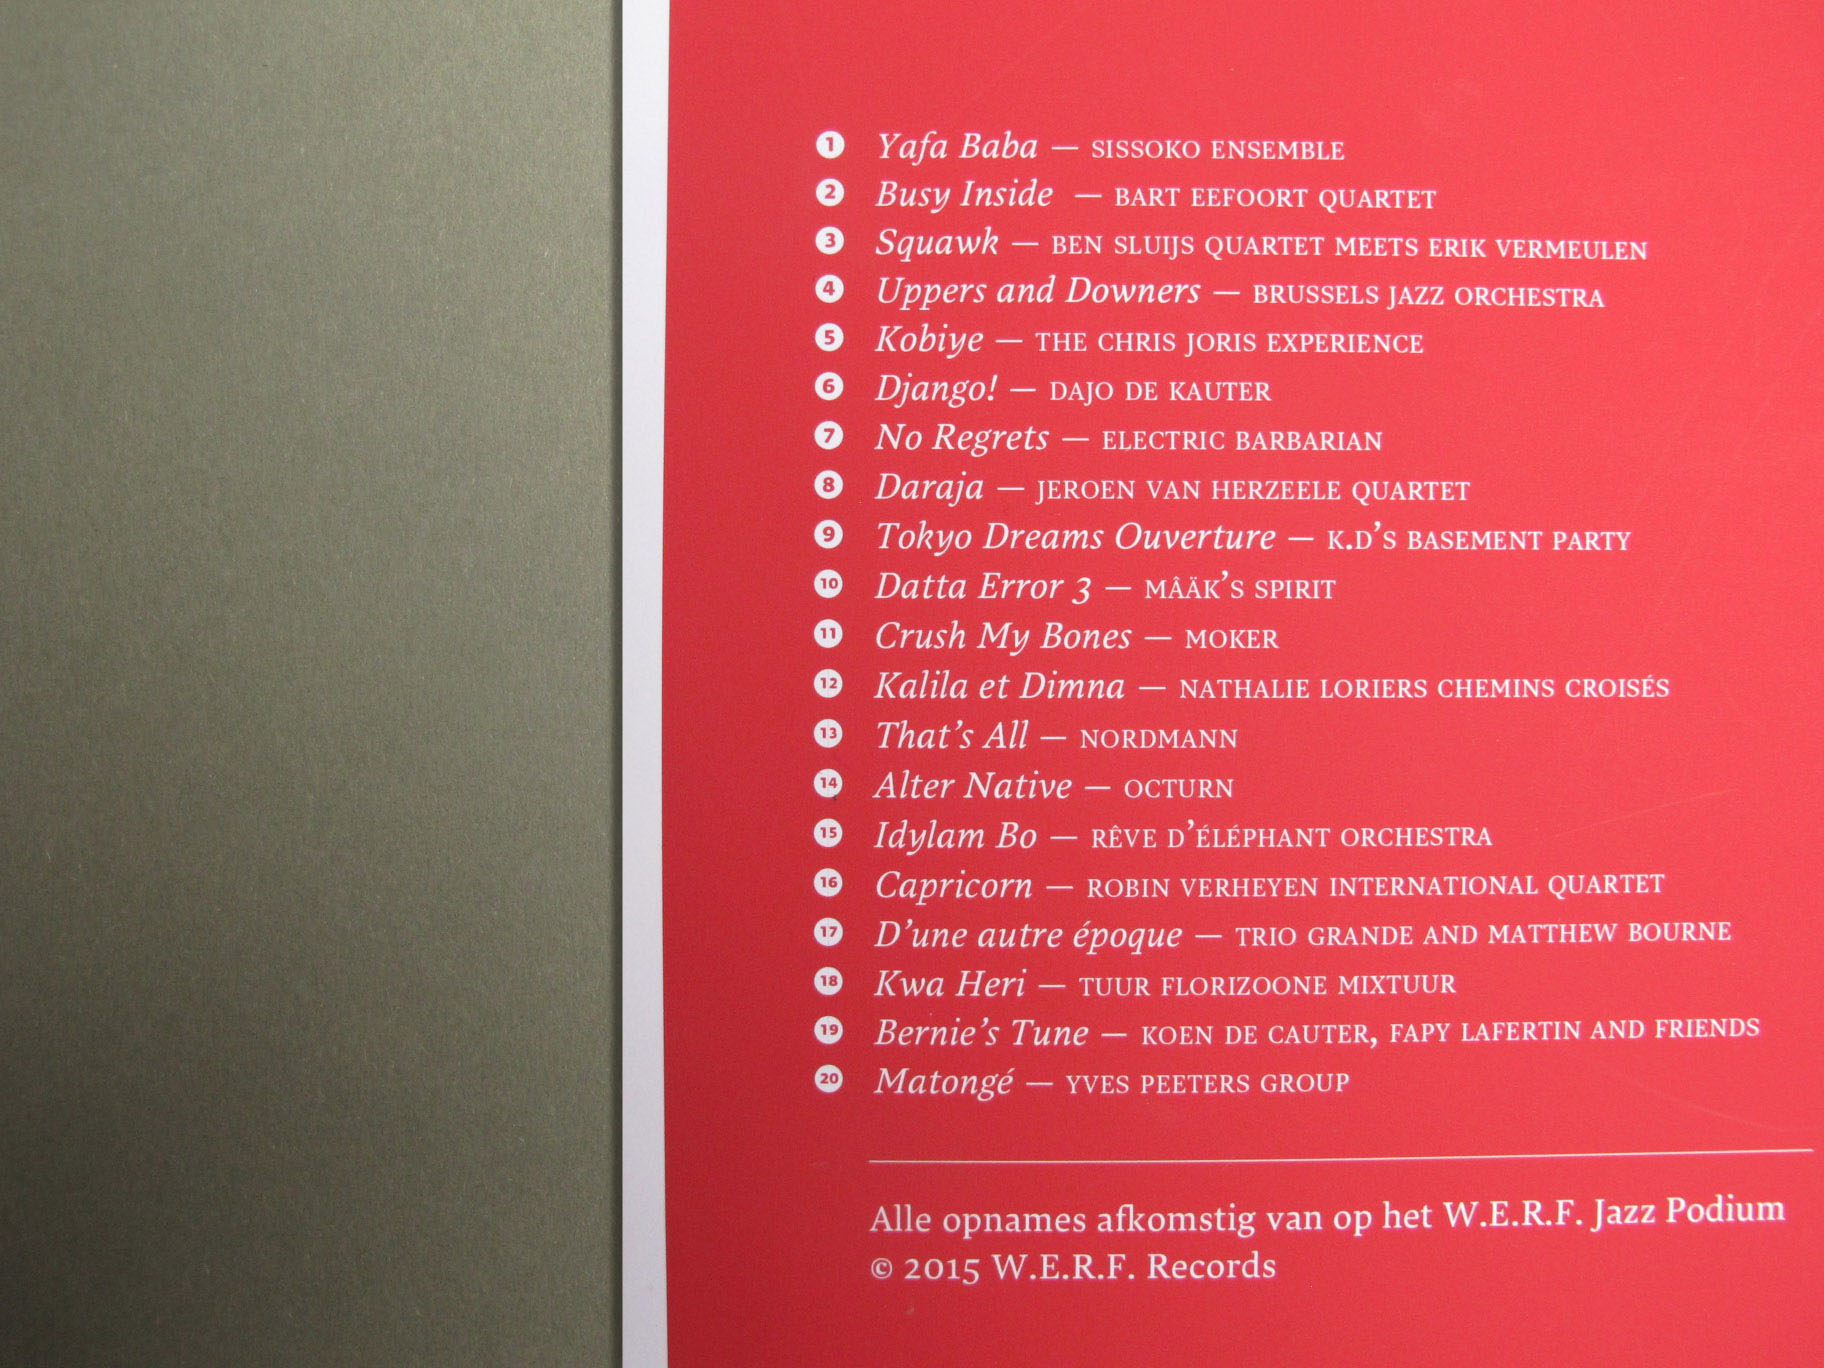 1 Yafa Baba — SISSOKO ENSEMBLE
2 Busy Inside — BART EEFOORT QUARTET
3 Squawk — BEN SLUIJS QUARTET MEETS ERIK VERMEULEN
4 Uppers and Downers — BRUSSELS JAZZ ORCHESTRA
5 Kobiye — THE CHRIS JORIS EXPERIENCE
6 Django! — DAJO DE KAUTER
7 No Regrets — ELECTRIC BARBARIAN
8 Daraja — JEROEN VAN HERZEELE QUARTET
9 Tokyo Dreams Ouverture — K.D'S BASEMENT PARTY
10 Datta Error 3 — MÂÄK'S SPIRIT
11 Crush My Bones — MOKER
12 Kalila et Dimna — NATHALIE LORIERS CHEMINS CROISÉS
13 That's All — NORDMANN
14 Alter Native — OCTURN
15 Idylam Bo — RÊVE D'ÉLÉPHANT ORCHESTRA
16 Capricorn — ROBIN VERHEYEN INTERNATIONAL QUARTET
17 D'une autre époque — TRIO GRANDE AND MATTHEW BOURNE
18 Kwa Heri — TUUR FLORIZOONE MIXTUUR
19 Bernie's Tune — KOEN DE CAUTER, FAPY LAFERTIN AND FRIENDS
20 Matongé — YVES PEETERS GROUP
Alle opnames afkomstig van op het W.E.R.F. Jazz Podium
© 2015 W.E.R.F. Records